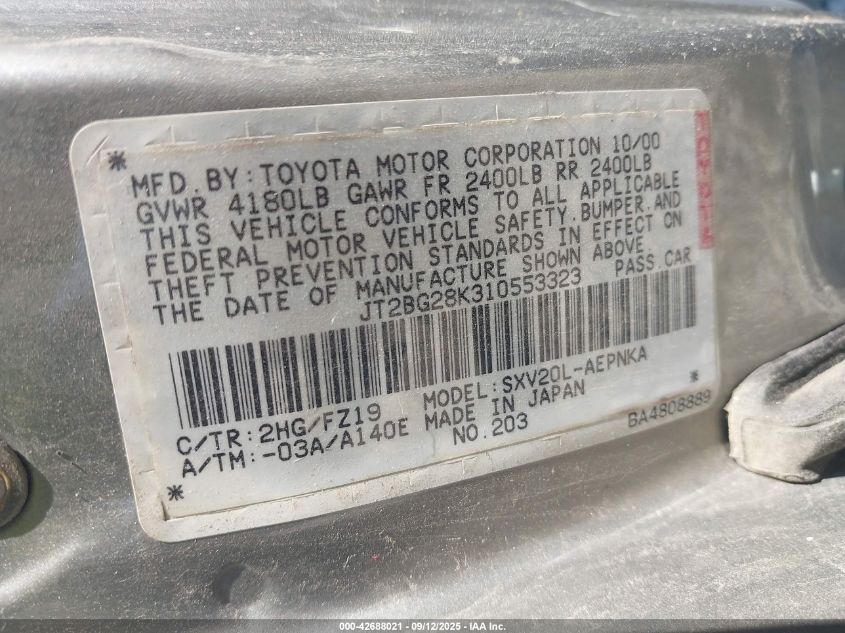 * MFD.BY:TOYOTA MOTOR CORPORATION 10/00
GVWR 4180LB GAWR FR 2400LB RR 2400LB
THIS VEHICLE CONFORMS TO ALL APPLICABLE
FEDERAL MOTOR VEHICLE SAFETY.BUMPER.AND
THEFT PREVENTION STANDARDS IN EFFECT ON
THE DATE OF MANUFACTURE SHOWN ABOVE
JT2BG28K310553323 PASS.CAR
TOYOTA
C/TR:2HG/FZ19 MODEL:SXV20L-AEPNKA *
A/TM:-03A/A140E MADE IN JAPAN
* NO.203 BA4808889
000-42688021 - 09/12/2025 - IAA Inc.